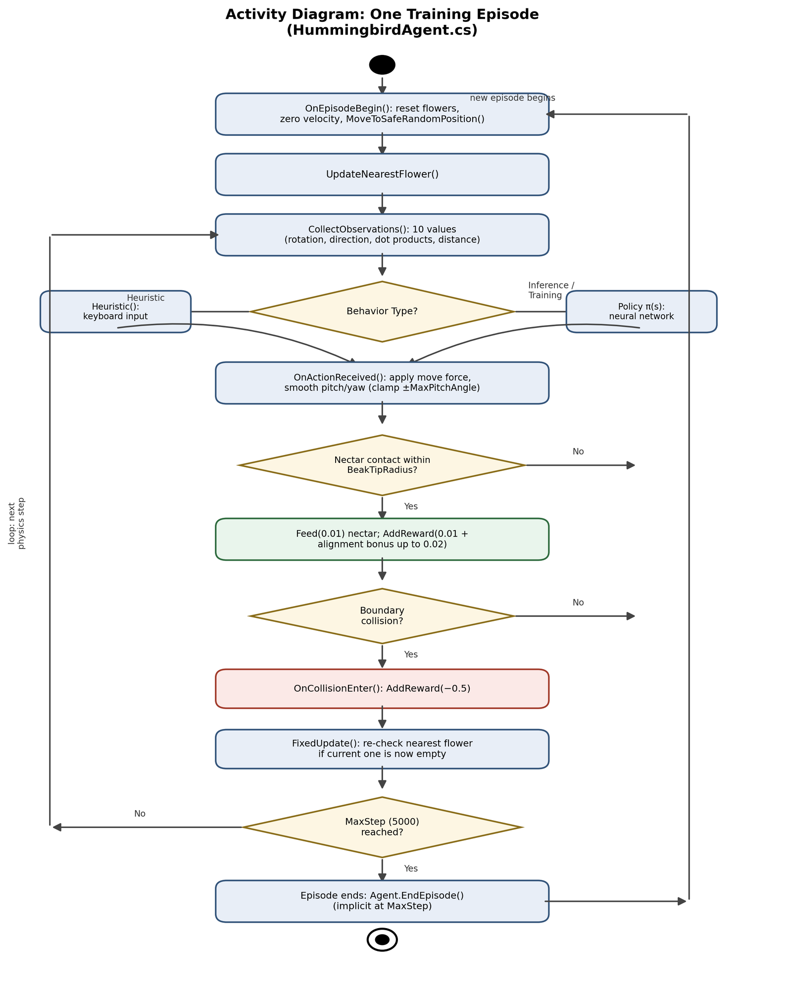 Activity Diagram: One Training Episode
(HummingbirdAgent.cs)
new episode begins
OnEpisodeBegin(): reset flowers,
zero velocity, MoveToSafeRandomPosition()
UpdateNearestFlower()
CollectObservations(): 10 values
(rotation, direction, dot products, distance)
Heuristic
Inference /
Training
Heuristic():
keyboard input
Behavior Type?
Policy π(s):
neural network
OnActionReceived(): apply move force,
smooth pitch/yaw (clamp ±MaxPitchAngle)
Nectar contact within
BeakTipRadius?
No
Yes
loop: next
physics step
Feed(0.01) nectar; AddReward(0.01 +
alignment bonus up to 0.02)
Boundary
collision?
No
Yes
OnCollisionEnter(): AddReward(−0.5)
FixedUpdate(): re-check nearest flower
if current one is now empty
No
MaxStep (5000)
reached?
Yes
Episode ends: Agent.EndEpisode()
(implicit at MaxStep)